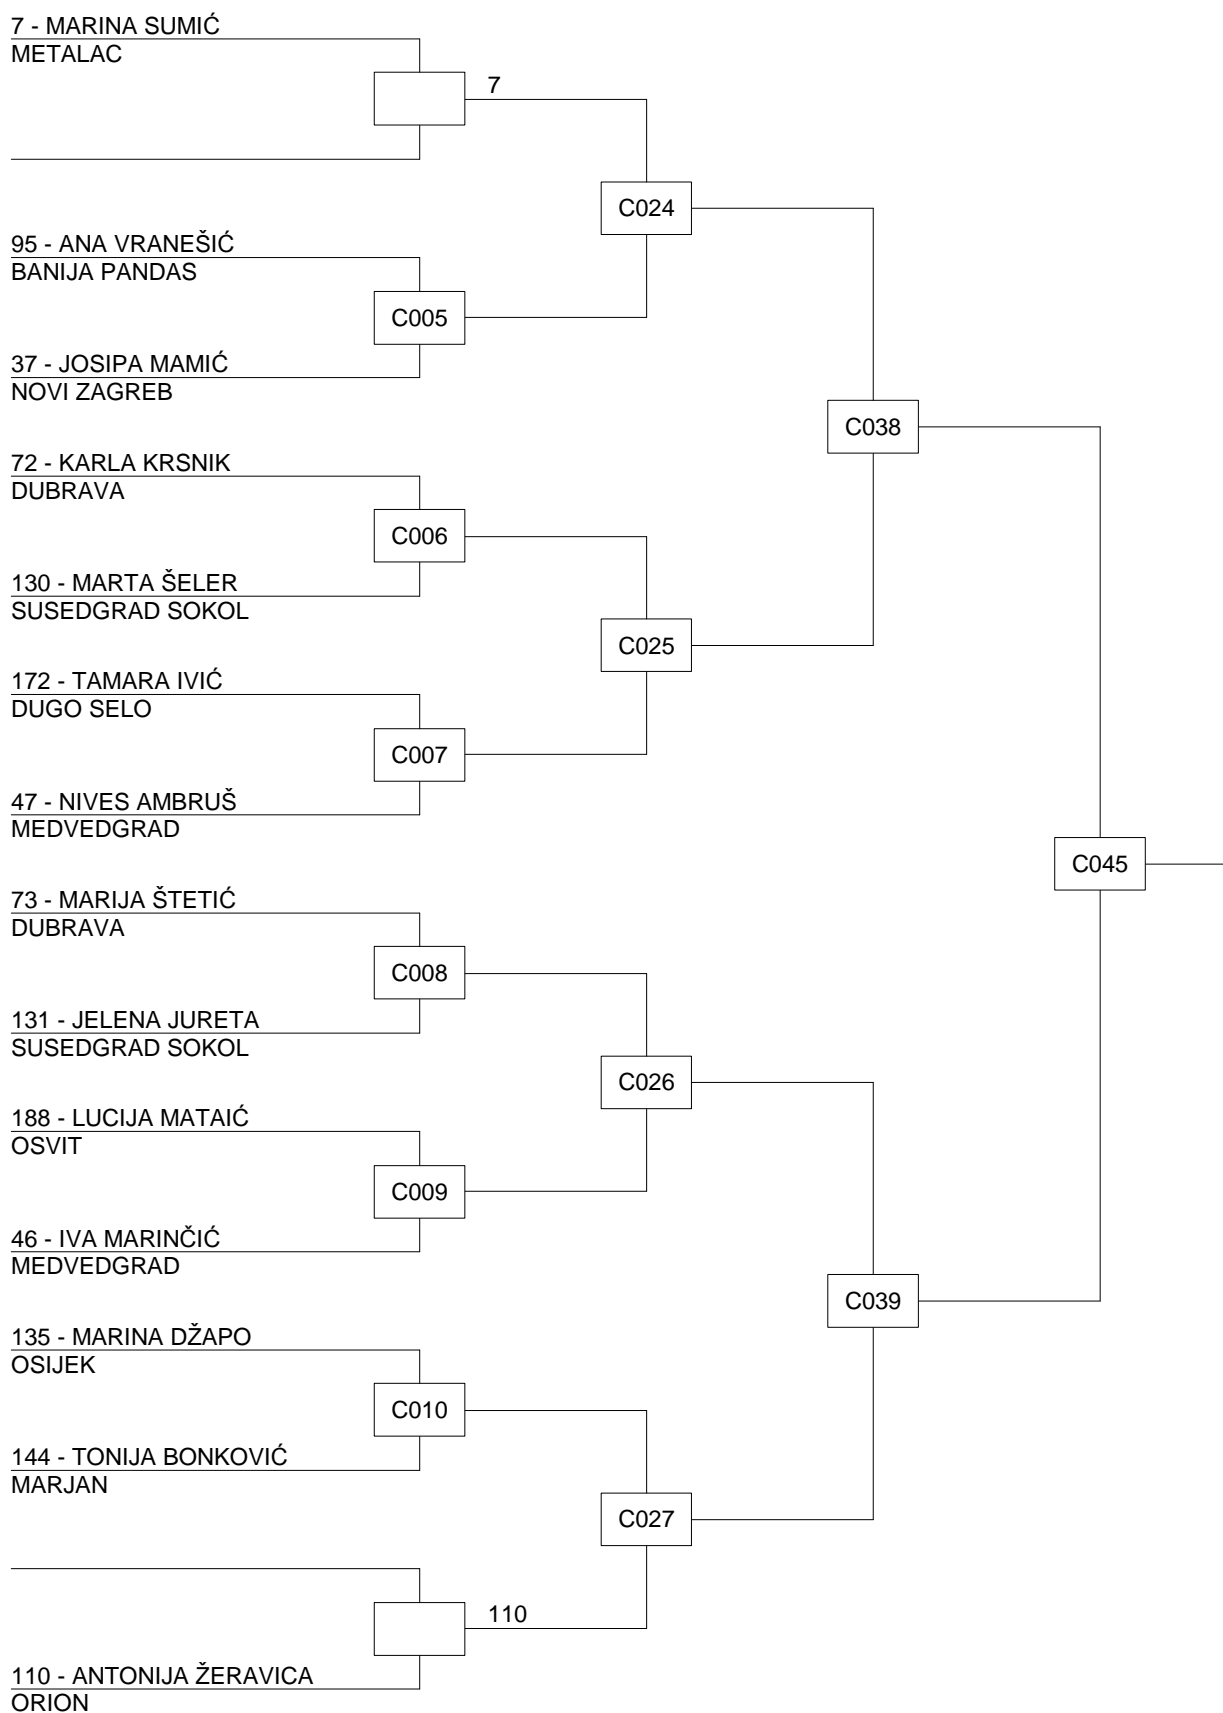 7 - MARINA SUMIĆ
METALAC
7
C024
95 - ANA VRANEŠIĆ
BANIJA PANDAS
C005
37 - JOSIPA MAMIĆ
NOVI ZAGREB
C038
72 - KARLA KRSNIK
DUBRAVA
C006
130 - MARTA ŠELER
SUSEDGRAD SOKOL
C025
172 - TAMARA IVIĆ
DUGO SELO
C007
47 - NIVES AMBRUŠ
MEDVEDGRAD
C045
73 - MARIJA ŠTETIĆ
DUBRAVA
C008
131 - JELENA JURETA
SUSEDGRAD SOKOL
C026
188 - LUCIJA MATAIĆ
OSVIT
C009
46 - IVA MARINČIĆ
MEDVEDGRAD
C039
135 - MARINA DŽAPO
OSIJEK
C010
144 - TONIJA BONKOVIĆ
MARJAN
C027
110
110 - ANTONIJA ŽERAVICA
ORION